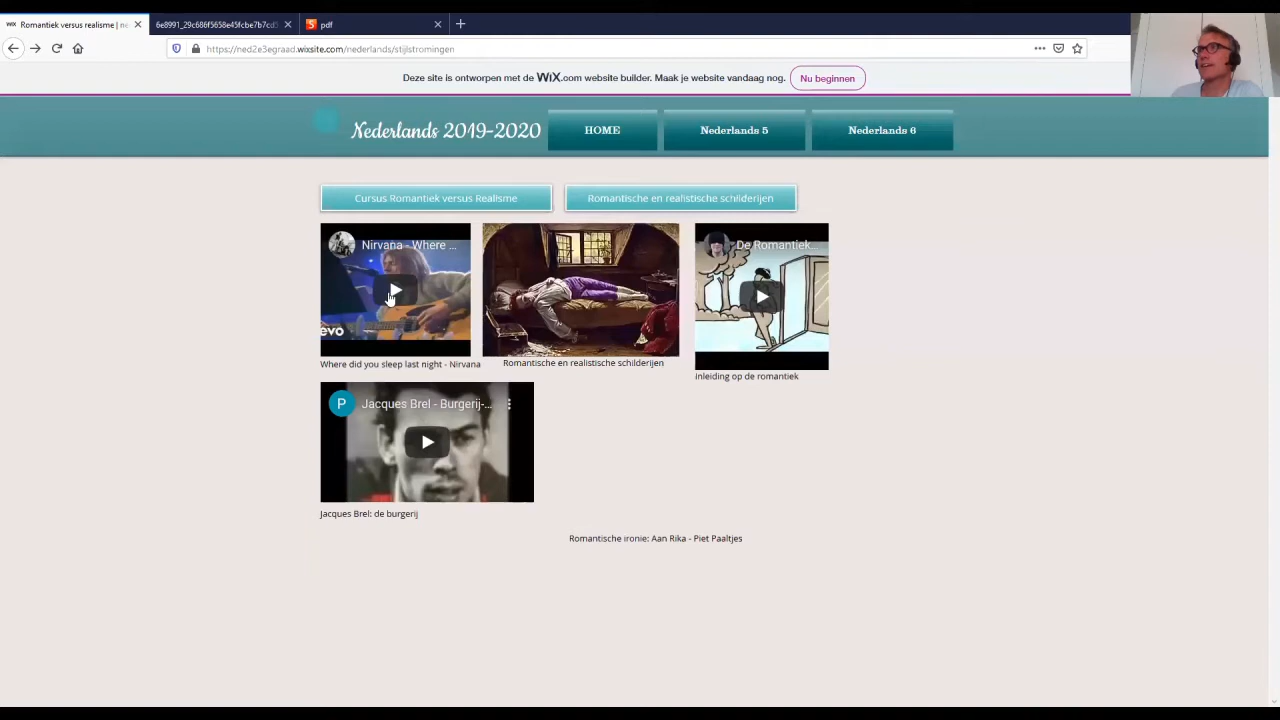 Romantiek versus realisme | ne
6e8991_29c686f5658e45fcbe7b7cd5
pdf
https://ned2e3egraad.wixsite.com/nederlands/stijlstromingen
Deze site is ontworpen met de WiX.com website builder. Maak je website vandaag nog.
Nu beginnen
Nederlands 2019-2020
HOME
Nederlands 5
Nederlands 6
Cursus Romantiek versus Realisme
Romantische en realistische schilderijen
Nirvana - Where ...
De Romantiek...
evo
Where did you sleep last night - Nirvana
Romantische en realistische schilderijen
Inleiding op de romantiek
P
Jacques Brel - Burgerij-...
Jacques Brel: de burgerij
Romantische ironie: Aan Rika - Piet Paaltjes